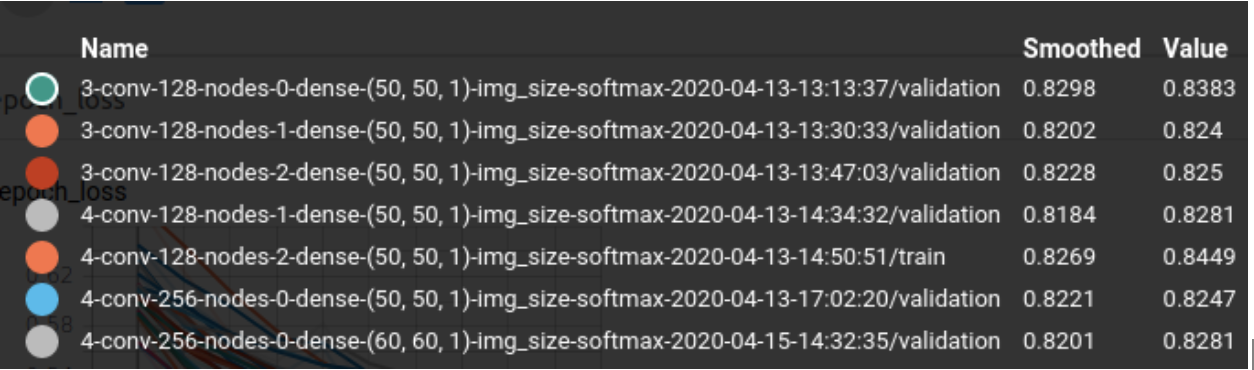 Name Smoothed Value
3-conv-128-nodes-0-dense-(50, 50, 1)-img_size-softmax-2020-04-13-13:13:37/validation 0.8298 0.8383
epoch_loss
3-conv-128-nodes-1-dense-(50, 50, 1)-img_size-softmax-2020-04-13-13:30:33/validation 0.8202 0.824
3-conv-128-nodes-2-dense-(50, 50, 1)-img_size-softmax-2020-04-13-13:47:03/validation 0.8228 0.825
epoch_loss
4-conv-128-nodes-1-dense-(50, 50, 1)-img_size-softmax-2020-04-13-14:34:32/validation 0.8184 0.8281
4-conv-128-nodes-2-dense-(50, 50, 1)-img_size-softmax-2020-04-13-14:50:51/train 0.8269 0.8449
0.62
4-conv-256-nodes-0-dense-(50, 50, 1)-img_size-softmax-2020-04-13-17:02:20/validation 0.8221 0.8247
0.58
4-conv-256-nodes-0-dense-(60, 60, 1)-img_size-softmax-2020-04-15-14:32:35/validation 0.8201 0.8281